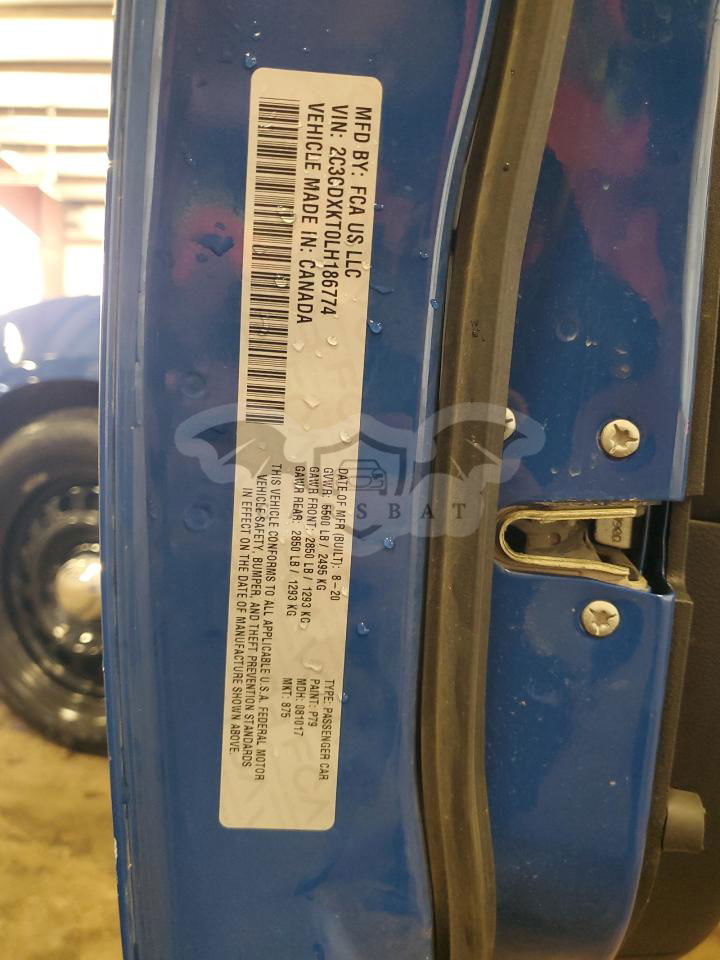 MFD BY: FCA US LLC
VIN: 2C3CDXKT0LH186774
VEHICLE MADE IN: CANADA
DATE OF MFR (BUILT): 8-20
GVWR: 5500 LB / 2495 KG
GAWR FRONT: 2850 LB / 1293 KG
GAWR REAR: 2850 LB / 1293 KG
THIS VEHICLE CONFORMS TO ALL APPLICABLE U.S.A. FEDERAL MOTOR
VEHICLE SAFETY, BUMPER, AND THEFT PREVENTION STANDARDS
IN EFFECT ON THE DATE OF MANUFACTURE SHOWN ABOVE.
TYPE: PASSENGER CAR
PAINT: P79
MDH: 081017
MKT: 875